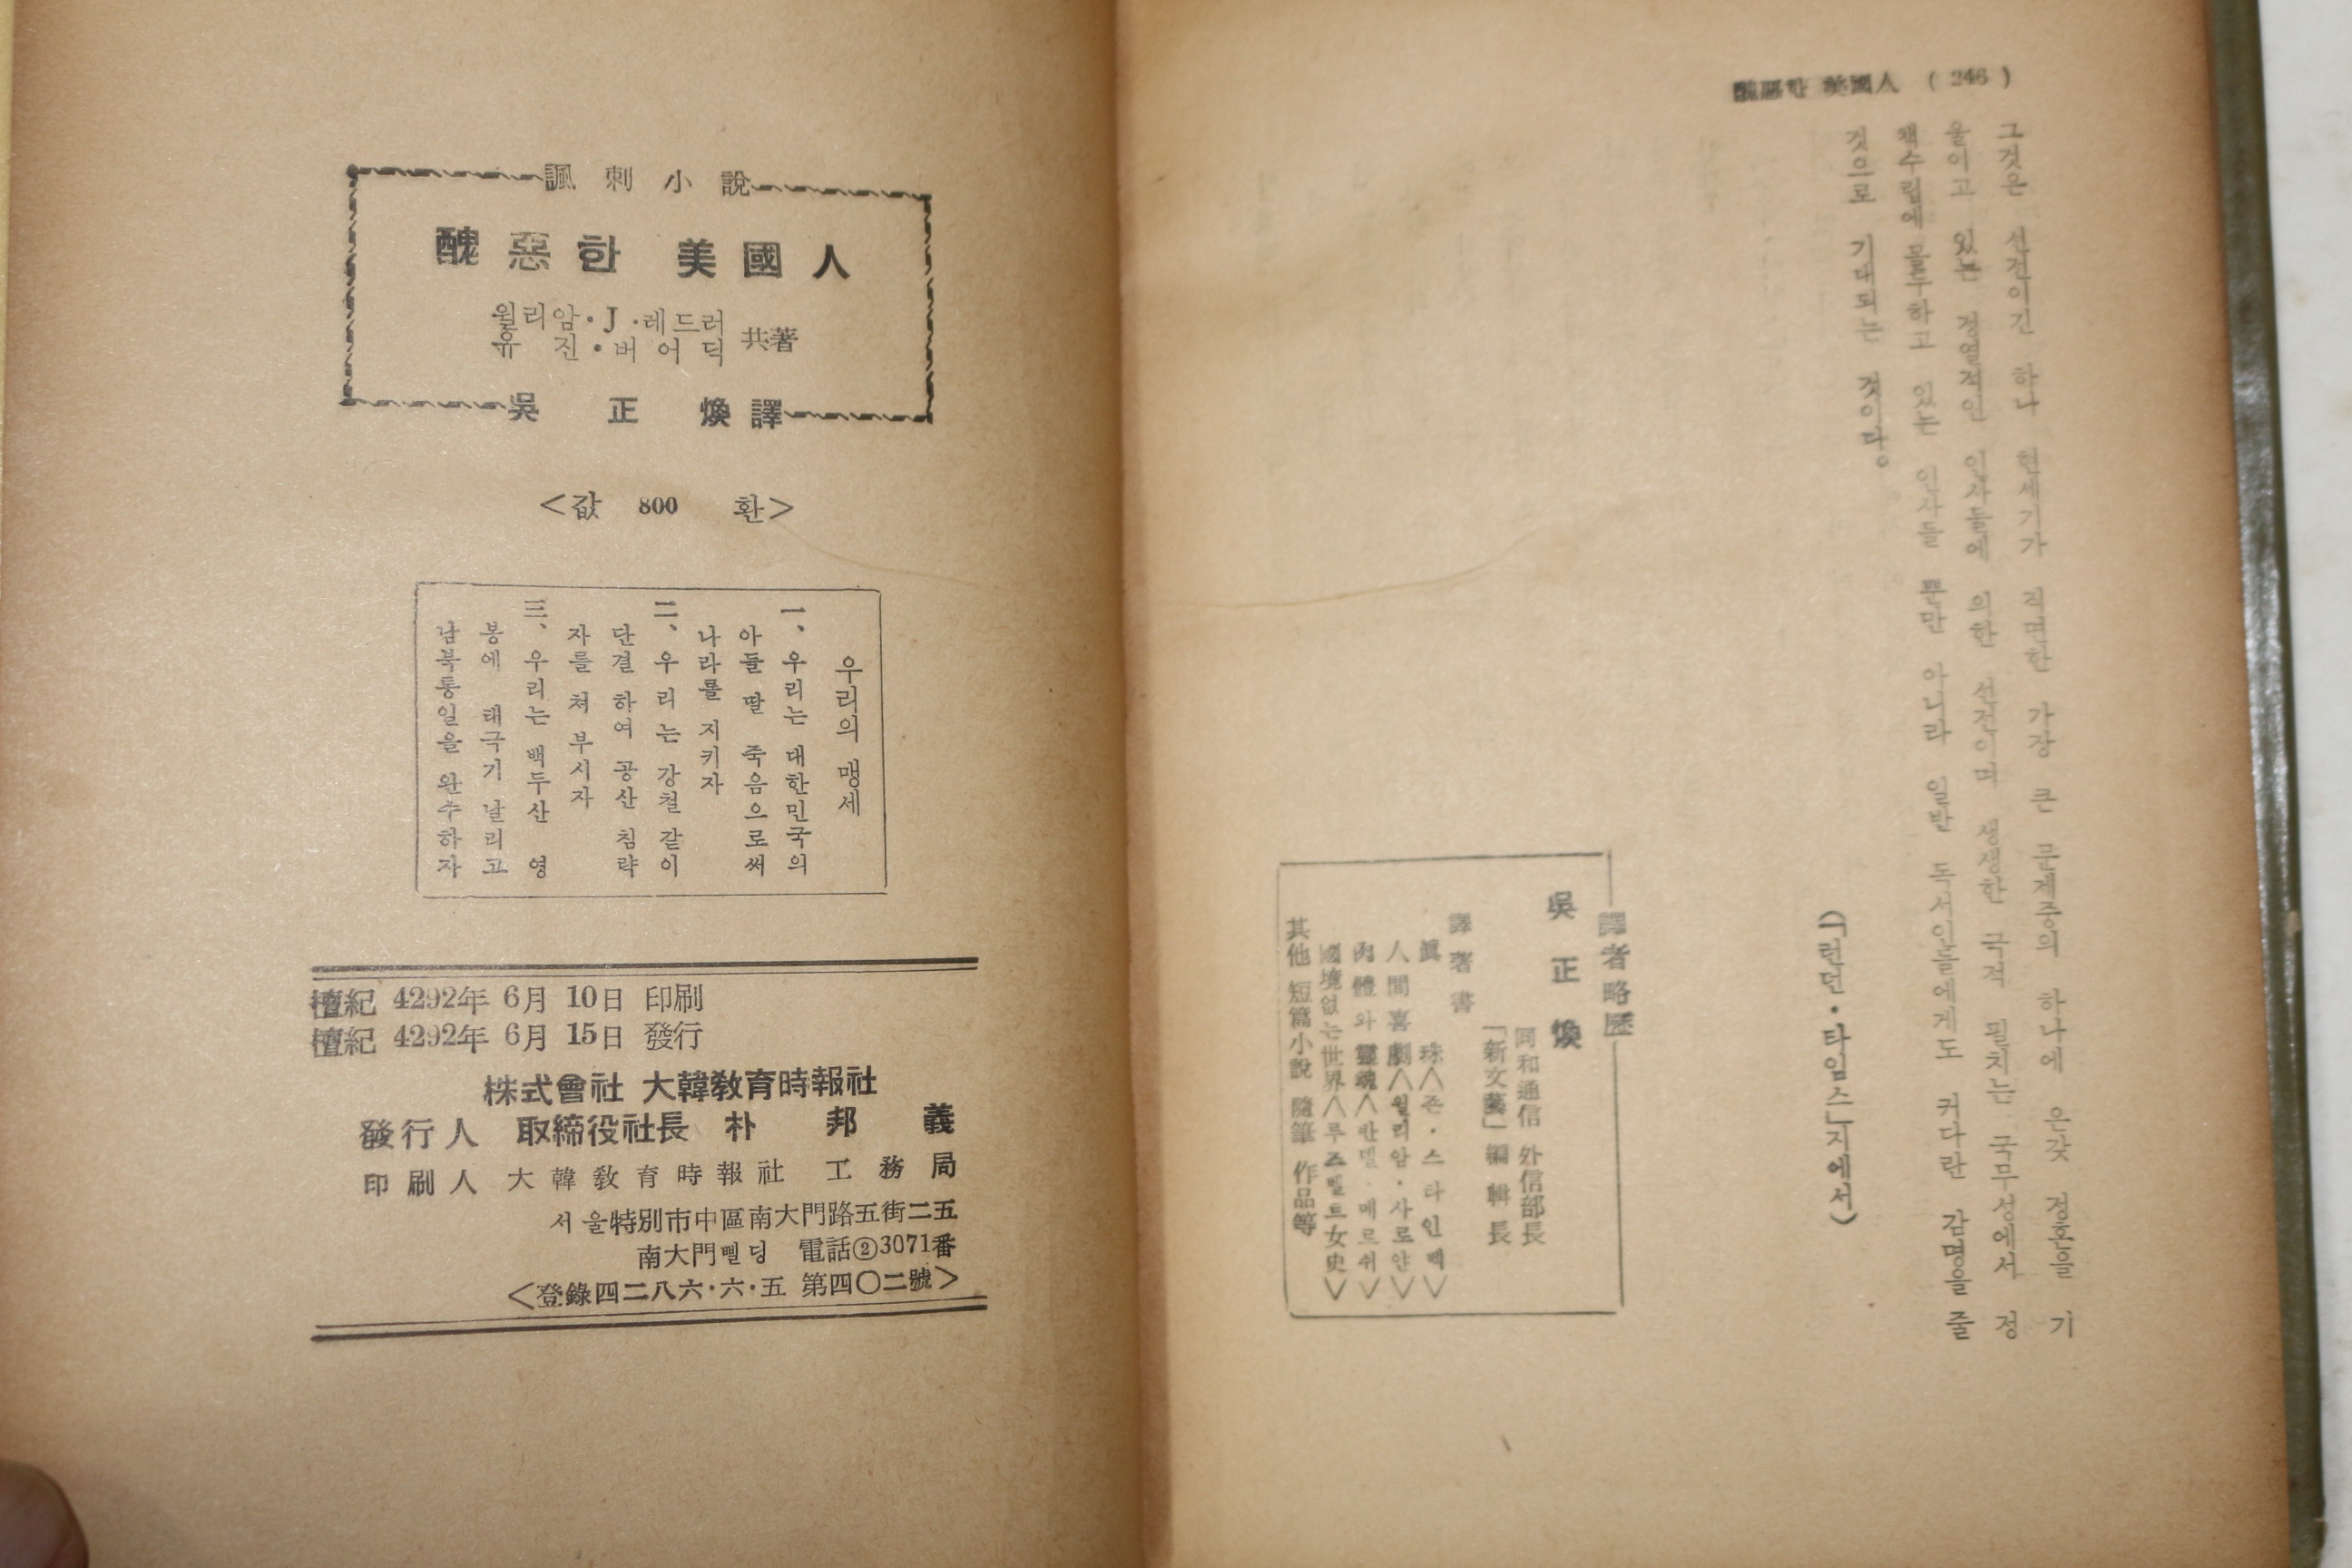 諷刺小說
醜惡한 美國人
윌리암·J·레드러
유진·버어딕
共著
吳正煥譯
<값 800 환>
우리의 맹세
一、우리는 대한민국의
아들 딸 죽음으로써
나라를 지키자
二、우리는 강철 같이
단결 하여 공산 침략
자를 쳐 부시자
三、우리는 백두산 영
봉에 태극기 날리고
남북통일을 완수하자
檀紀 4292年 6月 10日 印刷
檀紀 4292年 6月 15日 發行
株式會社 大韓敎育時報社
發行人 取締役社長 朴邦義
印刷人 大韓敎育時報社 工務局
서울特別市中區南大門路五街二五
南大門삘딩 電話②3071番
<登錄四二八六·六·五 第四〇二號>
醜惡한 美國人 ( 246 )
그것은 선전이긴 하나 현세기가 직면한 가장 큰 문제중의 하나에 온갖 정혼을 기
울이고 있는 정열적인 인사들에 의한 선전이며 생생한 국적 필치는 국무성에서 정
책수립에 몰두하고 있는 인사들 뿐만 아니라 일반 독서인들에게도 커다란 감명을 줄
것으로 기대되는 것이다。
(「런던·타임스」지에서)
譯者略歷
吳正煥
同和通信 外信部長
「新文藝」編輯長
譯著書
眞珠<존·스타인벡>
人間喜劇<윌리암·사로얀>
肉體와 靈魂<반델·메르쉬>
國境없는世界<루즈벨트女史>
其他 短篇小說 隨筆 作品等